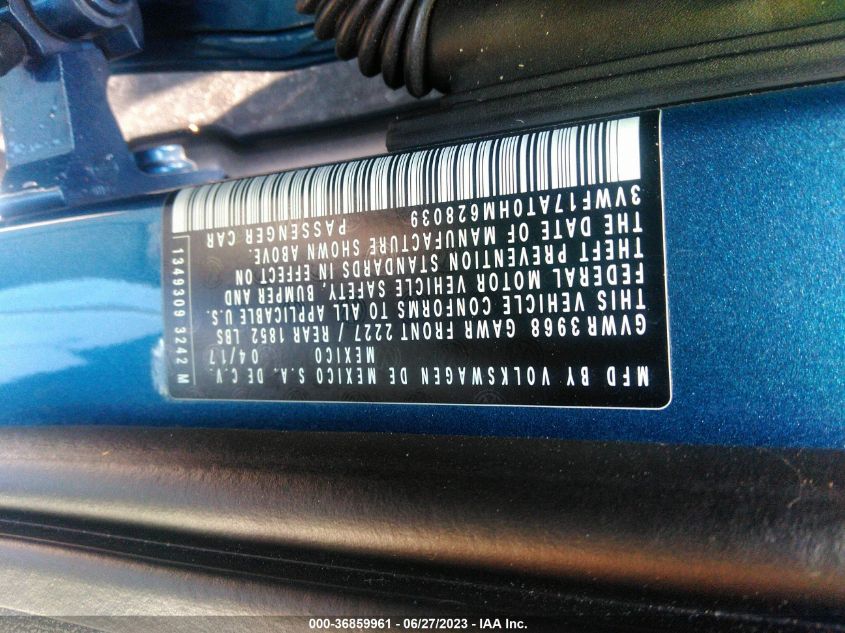 MFD BY VOLKSWAGEN DE MEXICO S.A. DE C.V.
MEXICO 04/17
GVWR3968 GAWR FRONT 2227 / REAR 1852 LBS
THIS VEHICLE CONFORMS TO ALL APPLICABLE U.S.
FEDERAL MOTOR VEHICLE SAFETY, BUMPER AND
THEFT PREVENTION STANDARDS IN EFFECT ON
THE DATE OF MANUFACTURE SHOWN ABOVE.
3VWF17AT0HM628039 PASSENGER CAR
1349309 3242 M
000-36859961 - 06/27/2023 - IAA Inc.